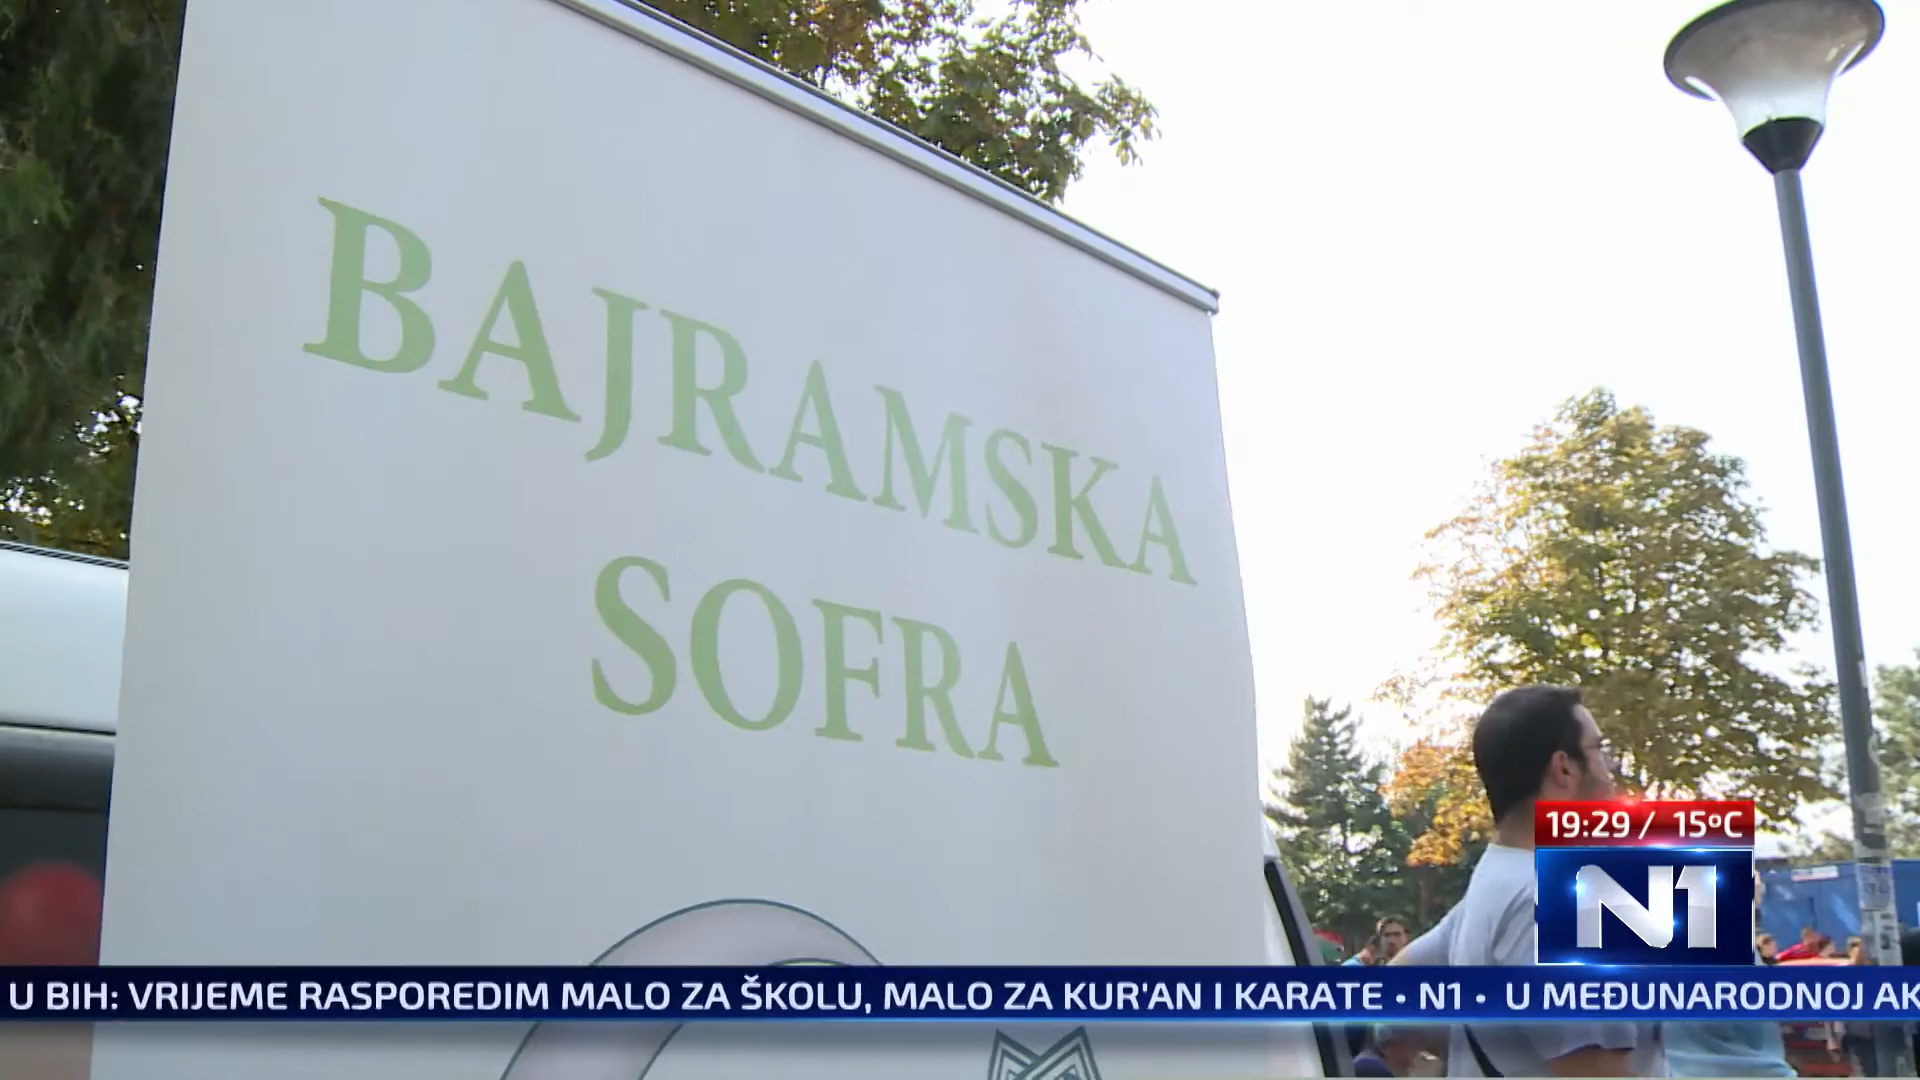 BAJRAMSKA
SOFRA
19:29 / 15ºC
N1
U BIH: VRIJEME RASPOREDIM MALO ZA ŠKOLU, MALO ZA KUR'AN I KARATE • N1 • U MEĐUNARODNOJ AK